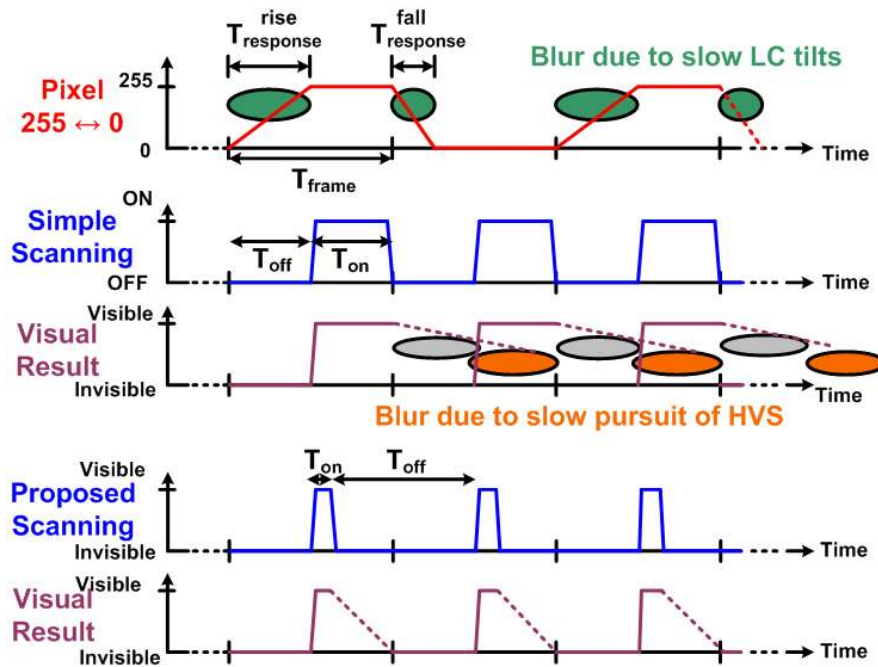 rise
T response
fall
T response
Blur due to slow LC tilts
255
Pixel
255 ↔ 0
0
Time
T frame
ON
Simple
Scanning
T off
T on
OFF
Time
Visible
Visual
Result
Invisible
Time
Blur due to slow pursuit of HVS
Visible
T on
T off
Proposed
Scanning
Invisible
Time
Visible
Visual
Result
Invisible
Time